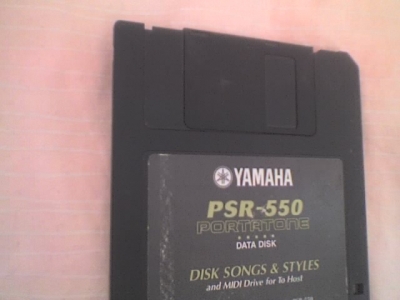 YAMAHA
PSR-550
PORTATONE
★★★★★
DATA DISK
DISK SONGS & STYLES
and MIDI Drive for To Host